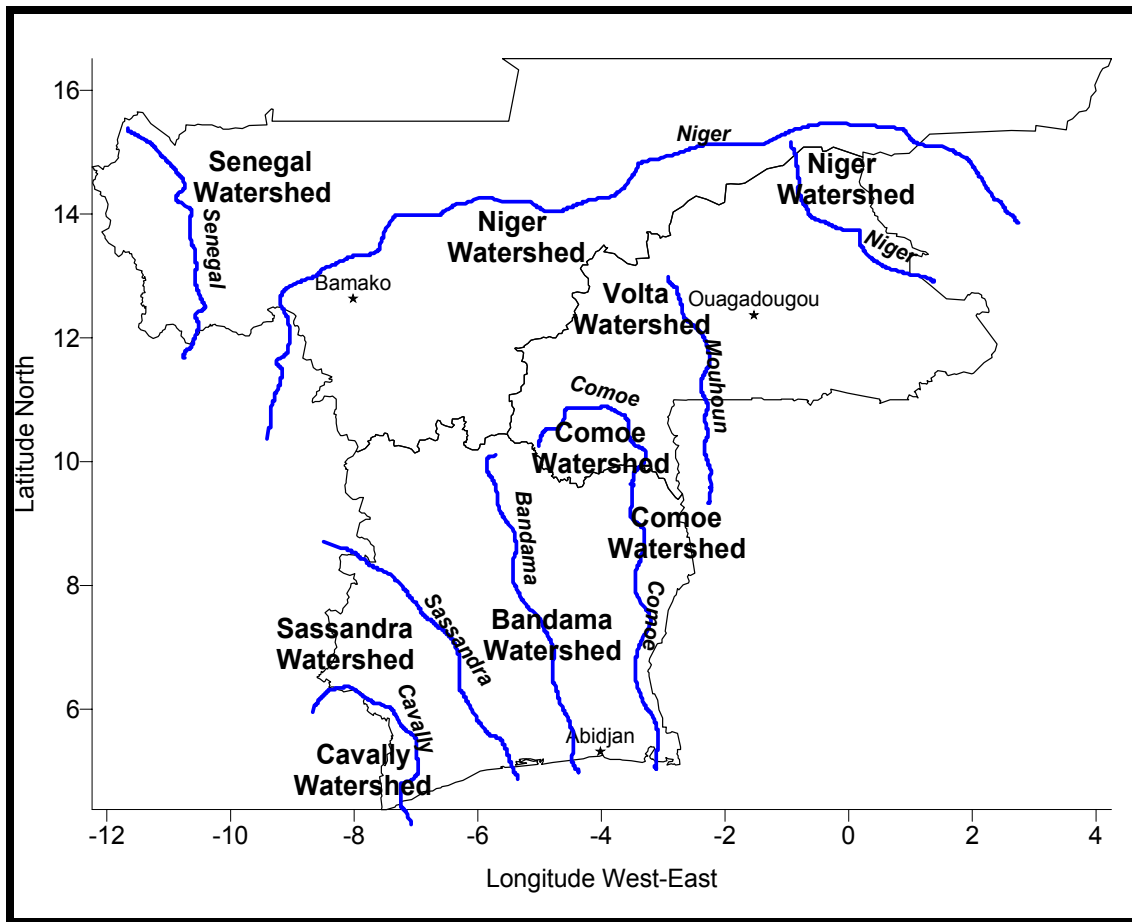 16
14
12
10
8
6
Latitude North
Senegal
Watershed
Senegal
Niger
Niger
Watershed
Niger
Niger
Watershed
Bamako
Volta
Watershed
Ouagadougou
Mouhoun
Comoe
Comoe
Watershed
Comoe
Watershed
Comoe
Bandama
Bandama
Watershed
Sassandra
Sassandra
Watershed
Cavally
Cavally
Watershed
Abidjan
-12 -10 -8 -6 -4 -2 0 2 4
Longitude West-East